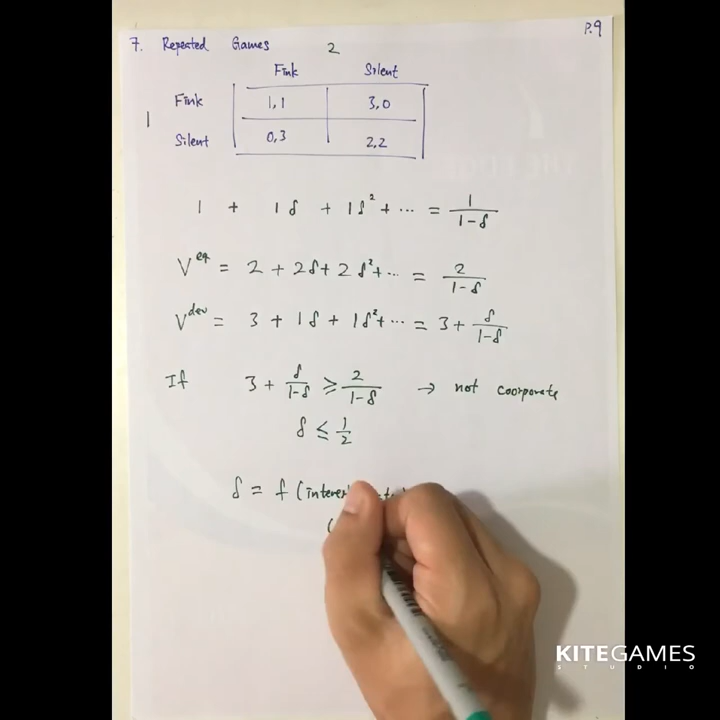 P.9
7. Repeated Games
2
Fink Silent
Fink 1,1 3,0
1
Silent 0,3 2,2
1 + 1δ + 1δ² + ... = 1/(1-δ)
V^eq = 2 + 2δ + 2δ² + ... = 2/(1-δ)
V^dev = 3 + 1δ + 1δ² + ... = 3 + δ/(1-δ)
If 3 + δ/(1-δ) ≥ 2/(1-δ) → not coorporate
δ ≤ 1/2
δ = f (
KITEGAMES
STUDIO